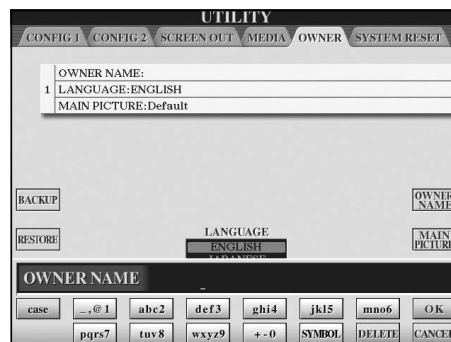 UTILITY
CONFIG 1 CONFIG 2 SCREEN OUT MEDIA OWNER SYSTEM RESET
OWNER NAME:
1 LANGUAGE:ENGLISH
MAIN PICTURE:Default
BACKUP
OWNER NAME
RESTORE
LANGUAGE
ENGLISH
JAPANESE
MAIN PICTURE
OWNER NAME _
case _,@1 abc2 def3 ghi4 jkl5 mno6 OK
pqrs7 tuv8 wxyz9 +-0 SYMBOL DELETE CANCEL